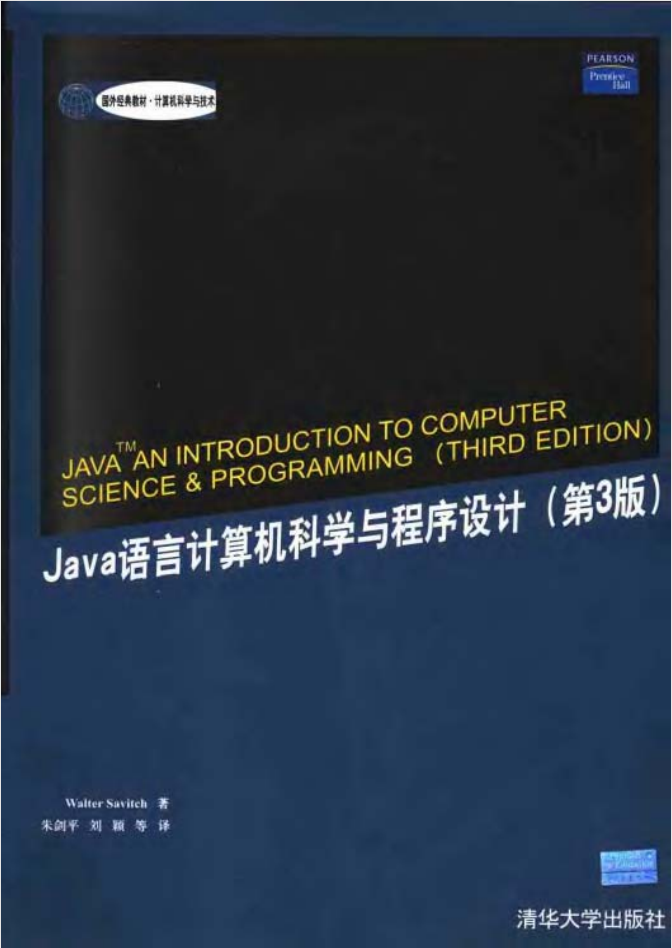 PEARSON
Prentice
Hall
国外经典教材·计算机科学与技术
JAVA™ AN INTRODUCTION TO COMPUTER
SCIENCE & PROGRAMMING (THIRD EDITION)
Java语言计算机科学与程序设计（第3版）
Walter Savitch 著
朱剑平 刘 颖 等 译
清华大学出版社